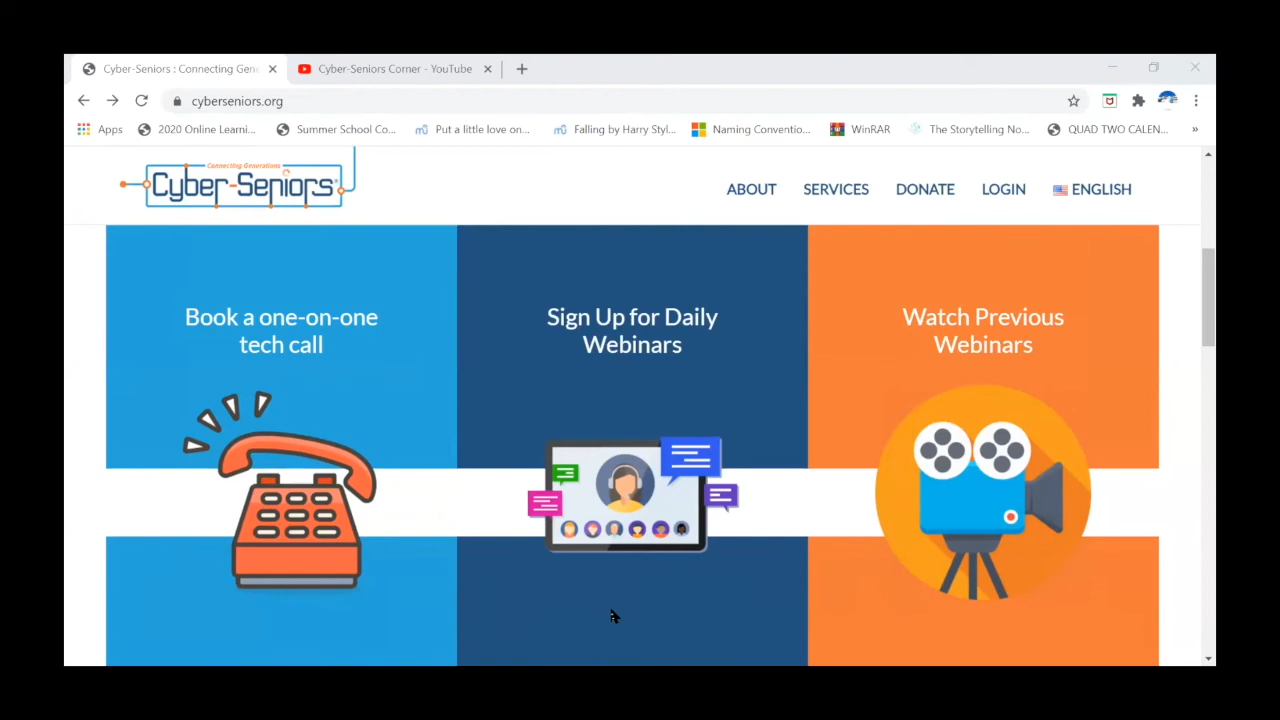 Cyber-Seniors : Connecting Gen
Cyber-Seniors Corner - YouTube
cyberseniors.org
Apps
2020 Online Learni...
Summer School Co...
Put a little love on...
Falling by Harry Styl...
Naming Conventio...
WinRAR
The Storytelling No...
QUAD TWO CALEN...
Connecting Generations
Cyber-Seniors
ABOUT
SERVICES
DONATE
LOGIN
ENGLISH
Book a one-on-one
tech call
Sign Up for Daily
Webinars
Watch Previous
Webinars